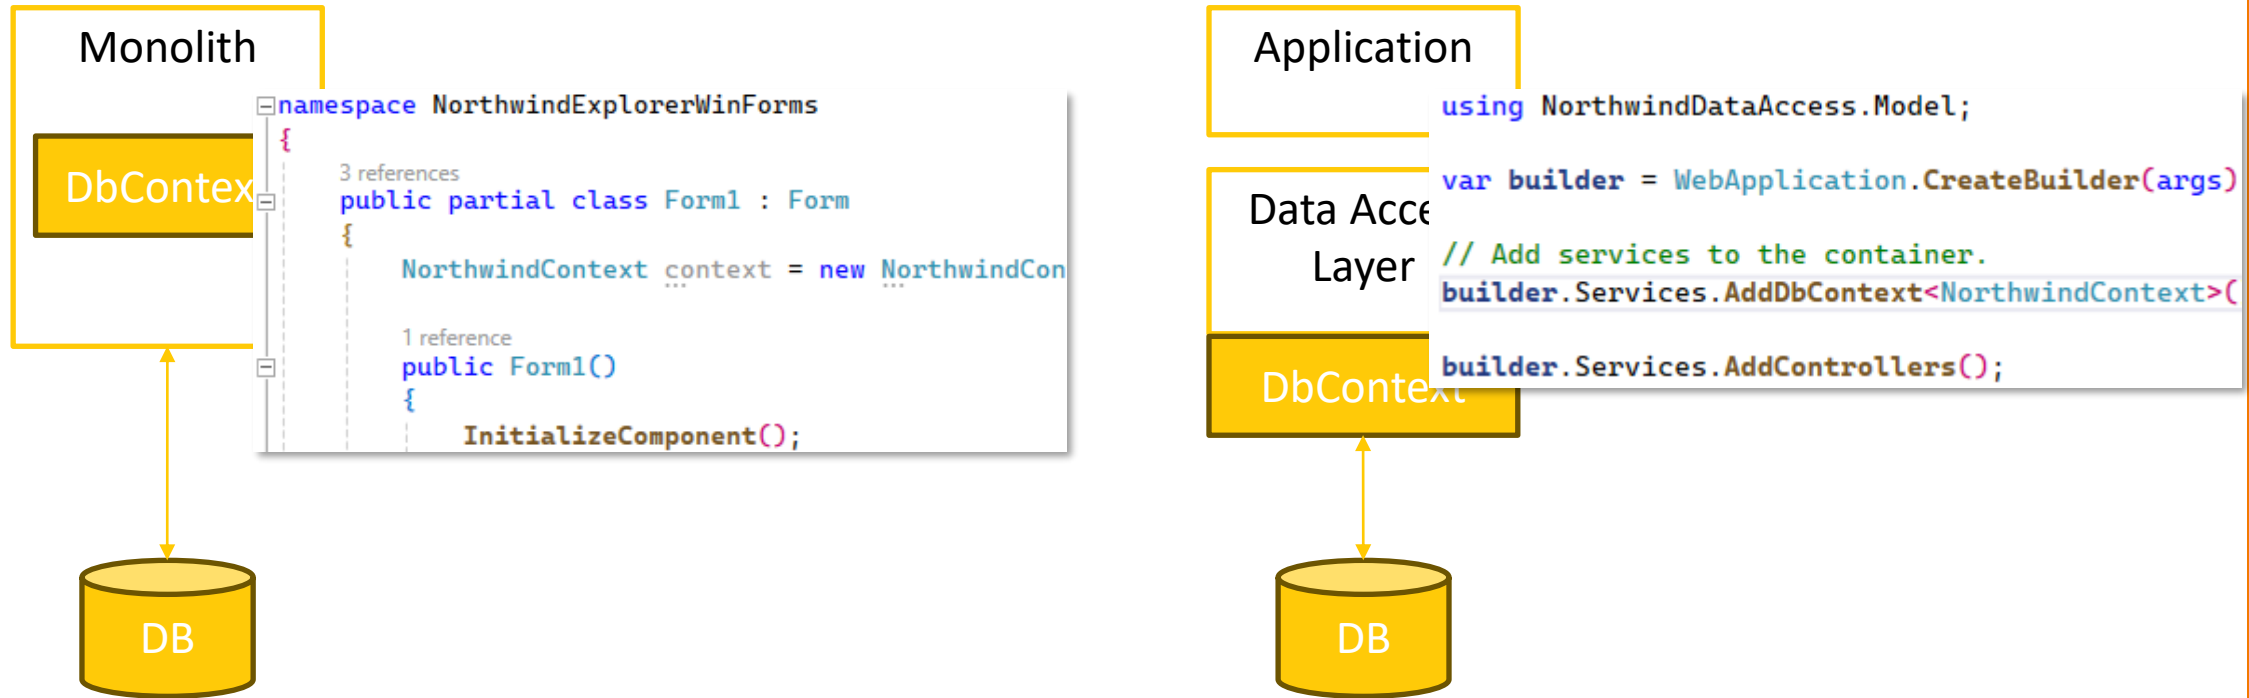 Monolith
DbContex
namespace NorthwindExplorerWinForms
{
3 references
public partial class Form1 : Form
{
NorthwindContext context = new NorthwindCon
1 reference
public Form1()
{
InitializeComponent();
DB
Application
Data Acce
Layer
DbContext
using NorthwindDataAccess.Model;
var builder = WebApplication.CreateBuilder(args)
// Add services to the container.
builder.Services.AddDbContext<NorthwindContext>(
builder.Services.AddControllers();
DB